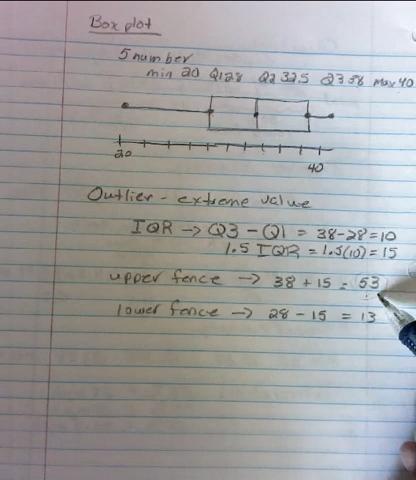 Box plot
5 number
min 20 Q1 28 Q2 32.5 Q3 38 max 40
20 40
Outlier - extreme value
IQR → Q3 - Q1 = 38-28=10
1.5 IQR = 1.5(10) = 15
upper fence → 38 + 15 = 53
lower fence → 28 - 15 = 13